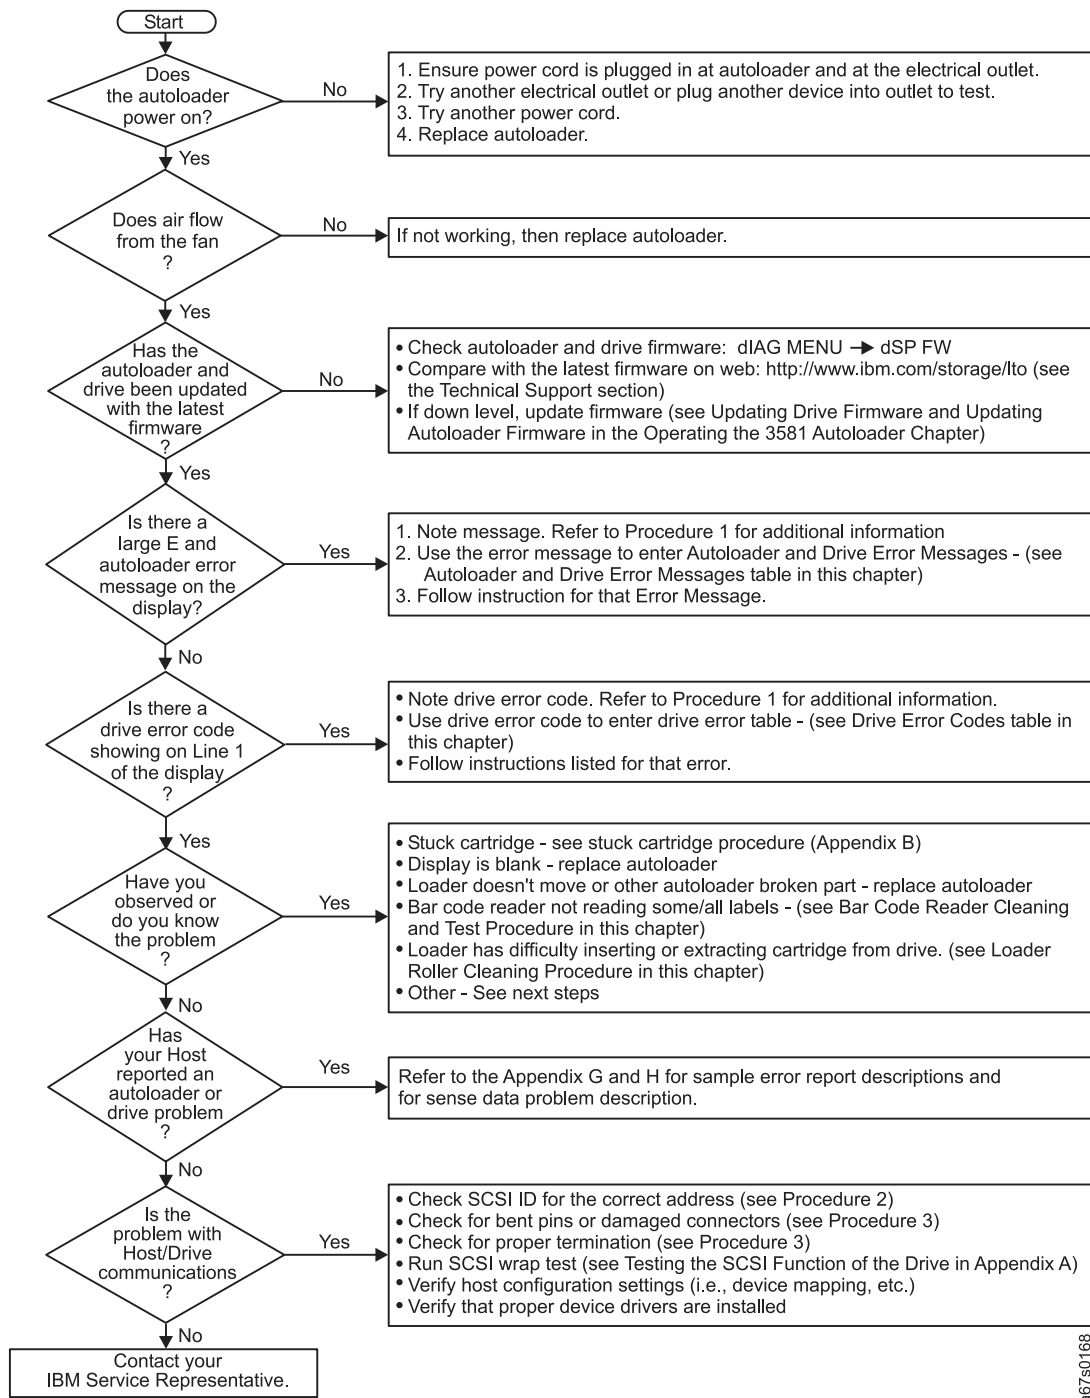 Start
Does
the autoloader
power on?
No
1. Ensure power cord is plugged in at autoloader and at the electrical outlet.
2. Try another electrical outlet or plug another device into outlet to test.
3. Try another power cord.
4. Replace autoloader.
Yes
Does air flow
from the fan
?
No
If not working, then replace autoloader.
Yes
Has the
autoloader and
drive been updated
with the latest
firmware
?
No
• Check autoloader and drive firmware: dIAG MENU → dSP FW
• Compare with the latest firmware on web: http://www.ibm.com/storage/lto (see
the Technical Support section)
• If down level, update firmware (see Updating Drive Firmware and Updating
Autoloader Firmware in the Operating the 3581 Autoloader Chapter)
Yes
Is there a
large E and
autoloader error
message on the
display?
Yes
1. Note message. Refer to Procedure 1 for additional information
2. Use the error message to enter Autoloader and Drive Error Messages - (see
Autoloader and Drive Error Messages table in this chapter)
3. Follow instruction for that Error Message.
No
Is there a
drive error code
showing on Line 1
of the display
?
Yes
• Note drive error code. Refer to Procedure 1 for additional information.
• Use drive error code to enter drive error table - (see Drive Error Codes table in
this chapter)
• Follow instructions listed for that error.
Yes
Have you
observed or
do you know
the problem
?
Yes
• Stuck cartridge - see stuck cartridge procedure (Appendix B)
• Display is blank - replace autoloader
• Loader doesn't move or other autoloader broken part - replace autoloader
• Bar code reader not reading some/all labels - (see Bar Code Reader Cleaning
and Test Procedure in this chapter)
• Loader has difficulty inserting or extracting cartridge from drive. (see Loader
Roller Cleaning Procedure in this chapter)
• Other - See next steps
No
Has
your Host
reported an
autoloader or
drive problem
?
Yes
Refer to the Appendix G and H for sample error report descriptions and
for sense data problem description.
No
Is the
problem with
Host/Drive
communications
?
Yes
• Check SCSI ID for the correct address (see Procedure 2)
• Check for bent pins or damaged connectors (see Procedure 3)
• Check for proper termination (see Procedure 3)
• Run SCSI wrap test (see Testing the SCSI Function of the Drive in Appendix A)
• Verify host configuration settings (i.e., device mapping, etc.)
• Verify that proper device drivers are installed
No
Contact your
IBM Service Representative.
a67s0168